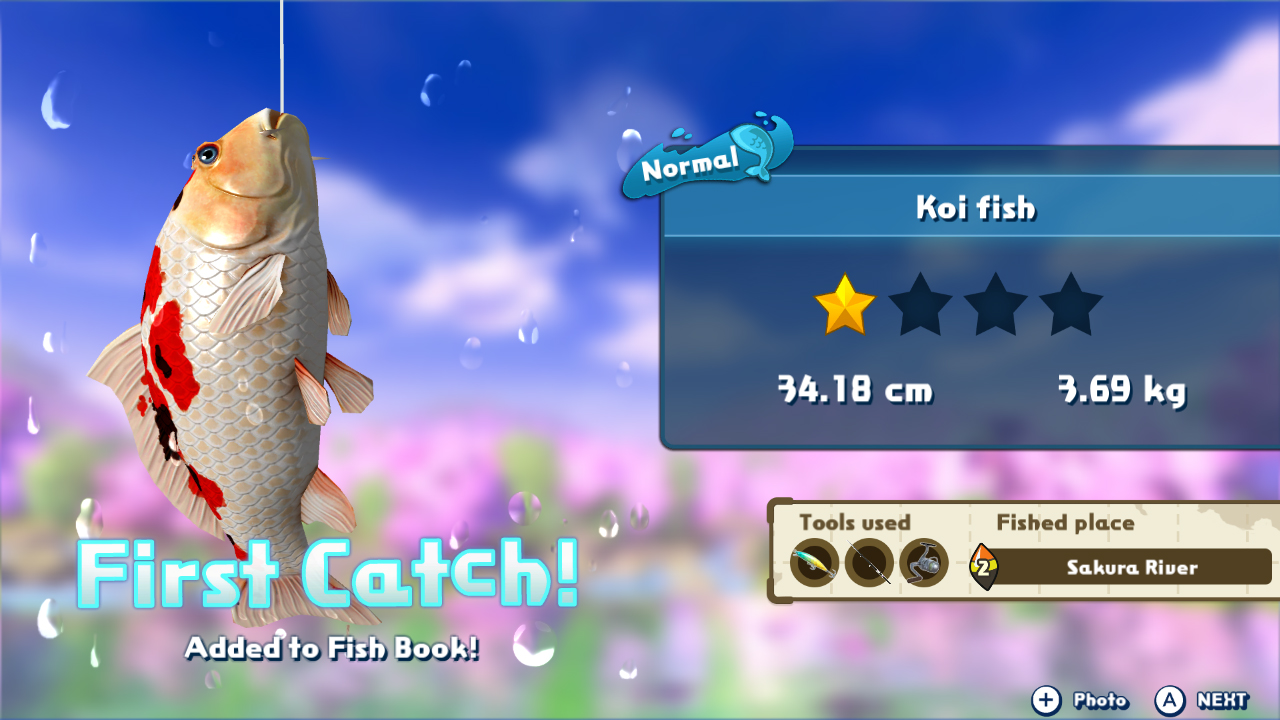 Normal
Koi fish
34.18 cm 3.69 kg
Tools used Fished place
2 Sakura River
First Catch!
Added to Fish Book!
+ Photo A NEXT